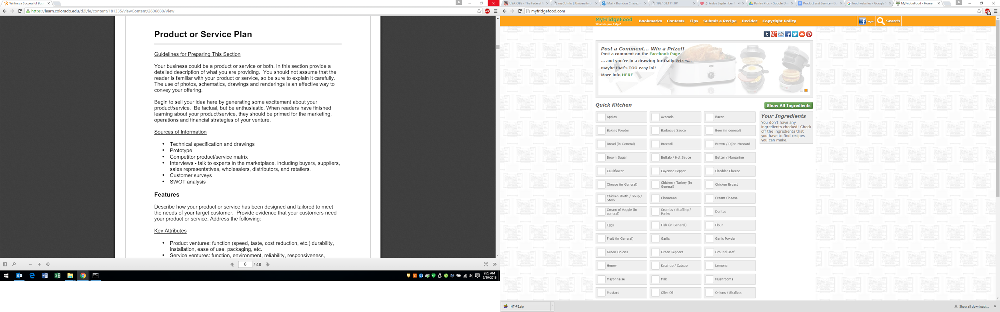 Writing a Successful Busin
https://learn.colorado.edu/d2l/le/content/181335/viewContent/2606688/View
Product or Service Plan
Guidelines for Preparing This Section
Your business could be a product or service or both. In this section provide a
detailed description of what you are providing. You should not assume that the
reader is familiar with your product or service, so be sure to explain it carefully.
The use of photos, schematics, drawings and renderings is an effective way to
convey your offering.
Begin to sell your idea here by generating some excitement about your
product/service. Be factual, but be enthusiastic. When readers have finished
learning about your product/service, they should be primed for the marketing,
operations and financial strategies of your venture.
Sources of Information
• Technical specification and drawings
• Prototype
• Competitor product/service matrix
• Interviews - talk to experts in the marketplace, including buyers, suppliers,
sales representatives, wholesalers, distributors, and retailers.
• Customer surveys
• SWOT analysis
Features
Describe how your product or service has been designed and tailored to meet
the needs of your target customer. Provide evidence that your customers need
your product or service. Address the following:
Key Attributes
• Product ventures: function (speed, taste, cost reduction, etc.) durability,
installation, ease of use, packaging, etc.
• Service ventures: function, environment, reliability, responsiveness,
6 / 48
9:23 AM
9/19/2016
USAJOBS - The Federal
myCUinfo || University of
Mail - Brandon Chavez -
192.168.111.101
Friday September
Pantry Pros - Google Dri
Product and Service - Go
food websites - Google
MyFridgeFood - Home
myfridgefood.com
ABP
22
MyFridgeFood
What's in your fridge?
Bookmarks Contests Tips Submit a Recipe Decider Copyright Policy
Login
Search
Post a Comment... Win a Prize!!
Post a comment on the Facebook Page
... and you're in a drawing for Daily Prizes...
maybe that's TOO easy lol!
More info HERE
Quick Kitchen
Show All Ingredients
Apples Avocado Bacon
Baking Powder Barbecue Sauce Beer (in general)
Bread (in General) Broccoli Brown / Dijon Mustard
Brown Sugar Buffalo / Hot Sauce Butter / Margarine
Cauliflower Cayenne Pepper Cheddar Cheese
Cheese (in General) Chicken / Turkey (in General) Chicken Breast
Chicken Broth / Soup / Stock Cinnamon Cream Cheese
Cream of Veggie (in general) Crumbs / Stuffing / Panko Doritos
Eggs Fish (in General) Flour
Fruit (in General) Garlic Garlic Powder
Green Onions Green Peppers Ground Beef
Honey Ketchup / Catsup Lemons
Mayonnaise Milk Mushrooms
Mustard Olive Oil Onions / Shallots
Your Ingredients
You don't have any
ingredients checked! Check
off the ingredients that
you have to find recipes
you can make.
HT-PE.zip
Show all downloads...